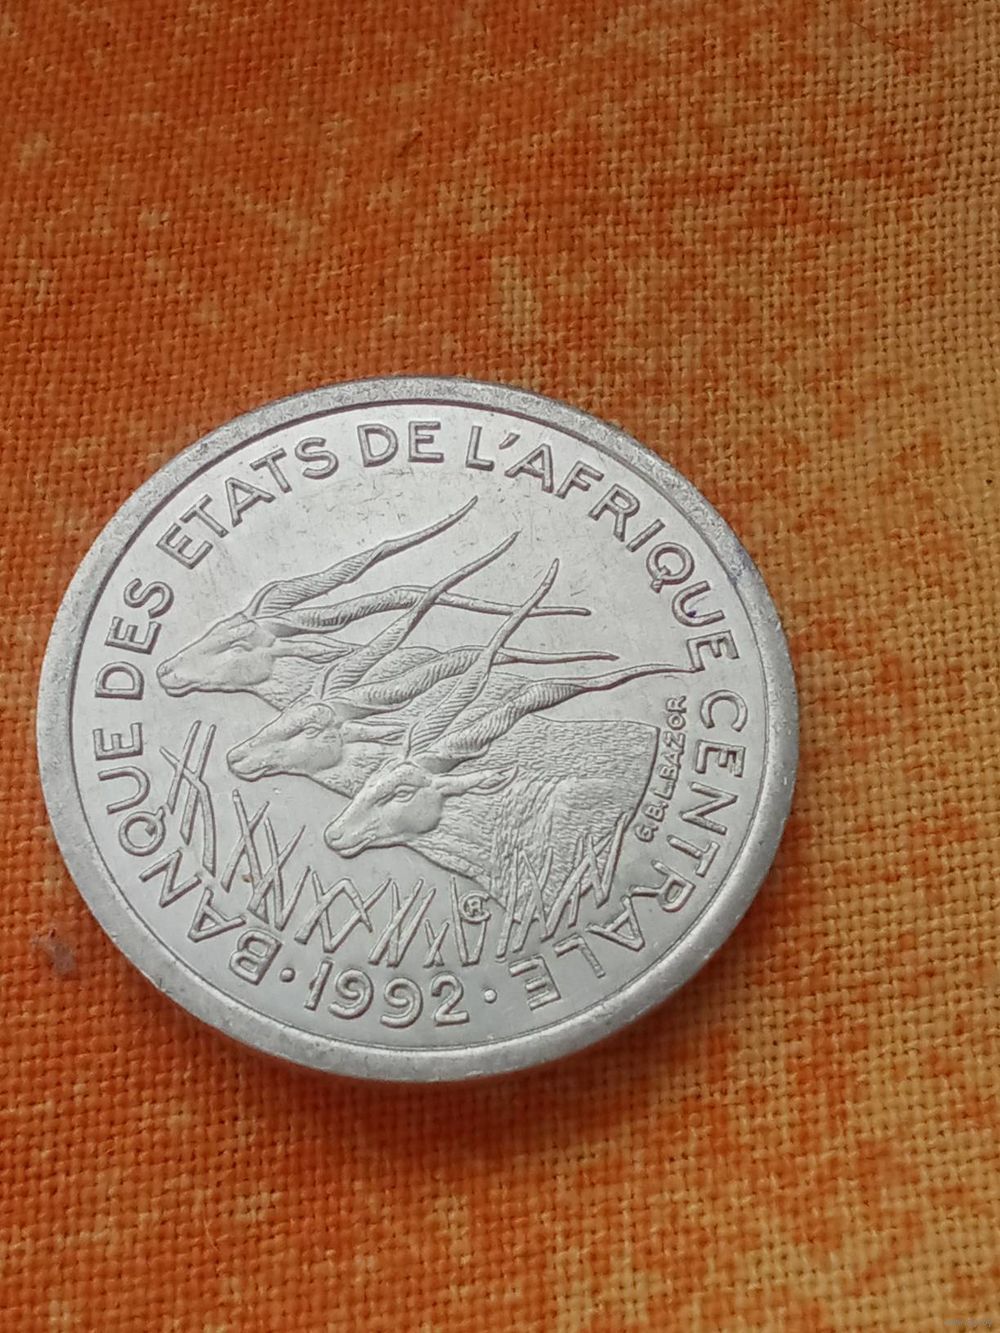 BANQUE DES ETATS DE L'AFRIQUE CENTRALE
· 1992 ·
G.B.L.BAZOR